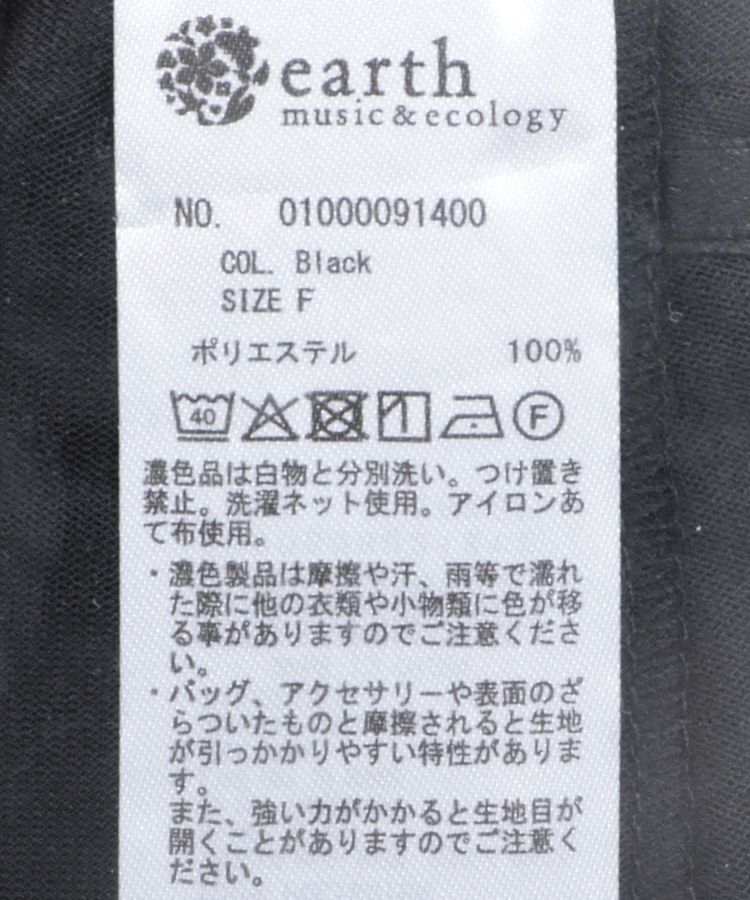 earth
music&ecology
NO. 01000091400
COL. Black
SIZE F
ポリエステル 100%
40 F
濃色品は白物と分別洗い。つけ置き
禁止。洗濯ネット使用。アイロンあ
て布使用。
・濃色製品は摩擦や汗、雨等で濡れ
た際に他の衣類や小物類に色が移
る事がありますのでご注意くださ
い。
・バッグ、アクセサリーや表面のざ
らついたものと摩擦されると生地
が引っかかりやすい特性がありま
す。
また、強い力がかかると生地目が
開くことがありますのでご注意く
ださい。